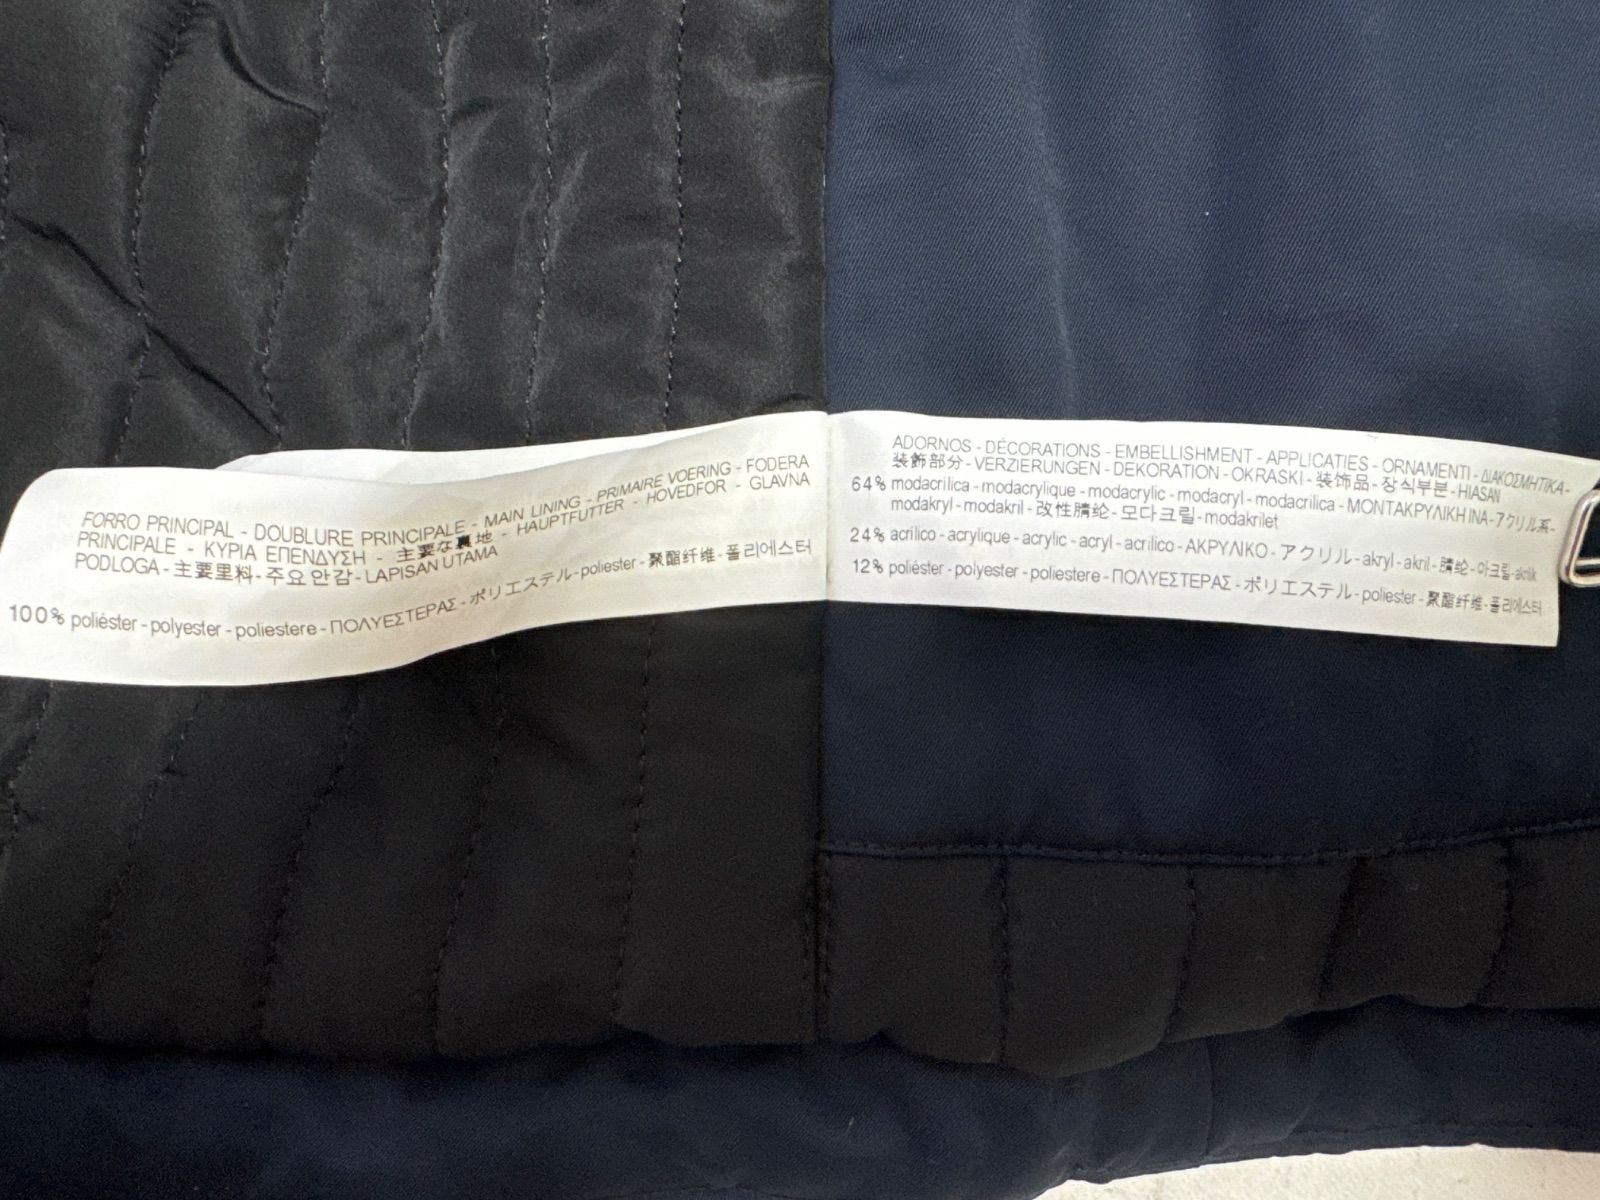 FORRO PRINCIPAL - DOUBLURE PRINCIPALE - MAIN LINING - PRIMAIRE VOERING - FODERA
PRINCIPALE - ΚΥΡΙΑ ΕΠΕΝΔΥΣΗ - 主要な裏地 - HAUPTFUTTER - HOVEDFOR - GLAVNA
PODLOGA - 主要里料 - 주요 안감 - LAPISAN UTAMA
100% poliéster - polyester - poliestere - ΠΟΛΥΕΣΤΕΡΑΣ - ポリエステル - poliester - 聚酯纤维 - 폴리에스터
ADORNOS - DÉCORATIONS - EMBELLISHMENT - APPLICATIES - ORNAMENTI - ΔΙΑΚΟΣΜΗΤΙΚΑ -
装飾部分 - VERZIERUNGEN - DEKORATION - OKRASKI - 装饰品 - 장식부분 - HIASAN
64% modacrílica - modacrylique - modacrylic - modacryl - modacrilica - ΜΟΝΤΑΚΡΥΛΙΚΗ ΙΝΑ - アクリル系 -
modakryl - modakril - 改性腈纶 - 모다크릴 - modakrilet
24% acrílico - acrylique - acrylic - acryl - acrilico - ΑΚΡΥΛΙΚΟ - アクリル - akryl - akril - 腈纶 - 아크릴 - akrilik
12% poliéster - polyester - poliestere - ΠΟΛΥΕΣΤΕΡΑΣ - ポリエステル - poliester - 聚酯纤维 - 폴리에스터